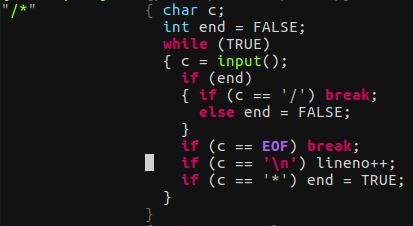 "/*" { char c;
int end = FALSE;
while (TRUE)
{ c = input();
if (end)
{ if (c == '/') break;
else end = FALSE;
}
if (c == EOF) break;
if (c == '\n') lineno++;
if (c == '*') end = TRUE;
}
}